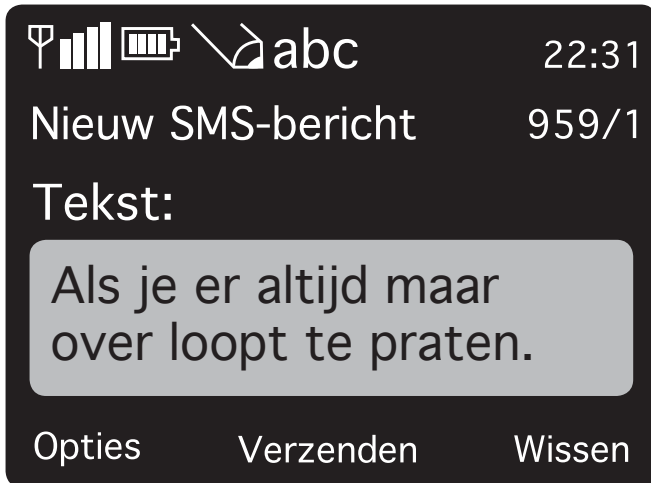 abc 22:31
Nieuw SMS-bericht 959/1
Tekst:
Als je er altijd maar
over loopt te praten.
Opties Verzenden Wissen